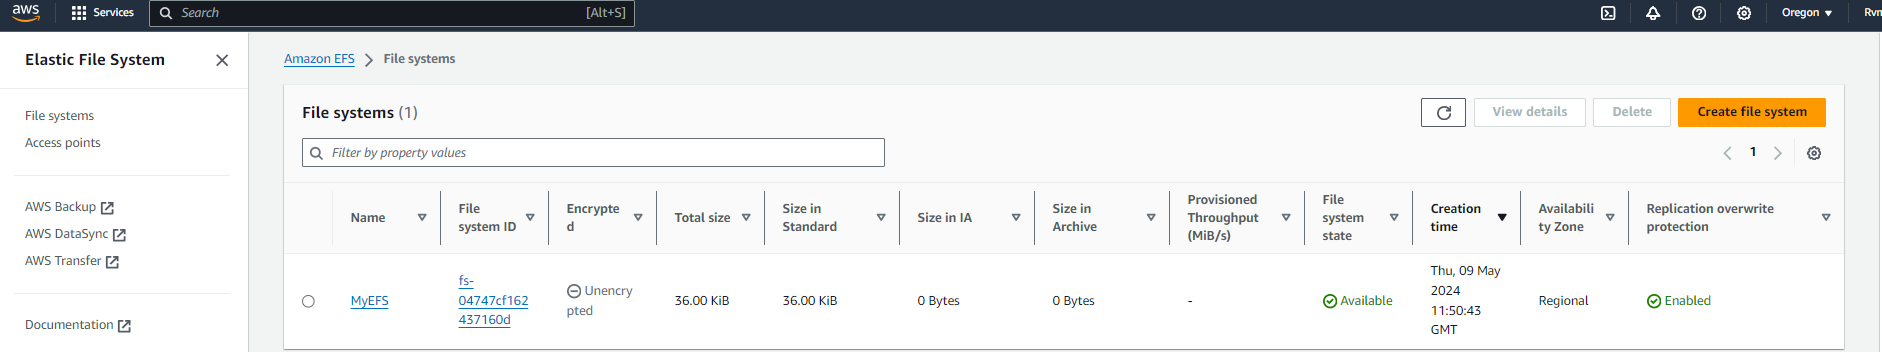 aws Services Search [Alt+S] Oregon Rvn
Elastic File System
File systems
Access points
AWS Backup
AWS DataSync
AWS Transfer
Documentation
Amazon EFS > File systems
File systems (1)
View details Delete Create file system
Filter by property values
1
Name
File
system ID
Encrypte
d
Total size
Size in
Standard
Size in IA
Size in
Archive
Provisioned
Throughput
(MiB/s)
File
system
state
Creation
time
Availabili
ty Zone
Replication overwrite
protection
MyEFS
fs-
04747cf162
437160d
Unencry
pted
36.00 KiB
36.00 KiB
0 Bytes
0 Bytes
-
Available
Thu, 09 May
2024
11:50:43
GMT
Regional
Enabled